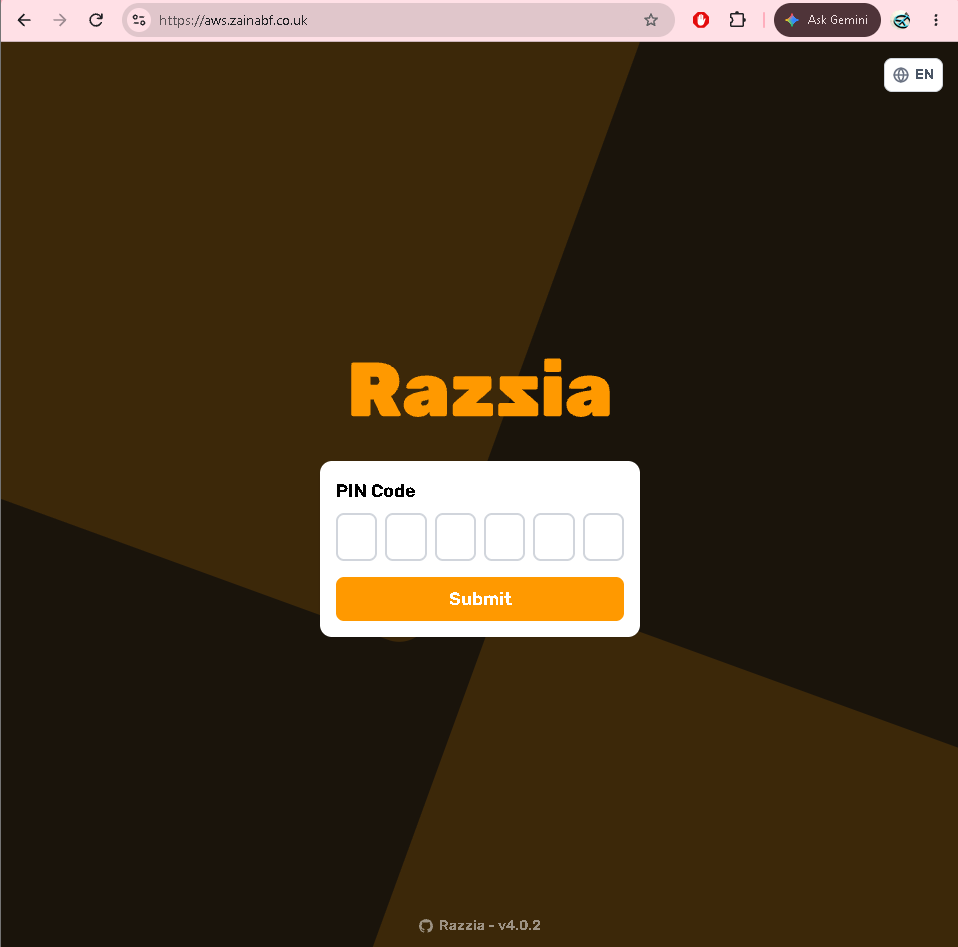 https://aws.zainabf.co.uk
Ask Gemini
EN
Razzia
PIN Code
Submit
Razzia - v4.0.2